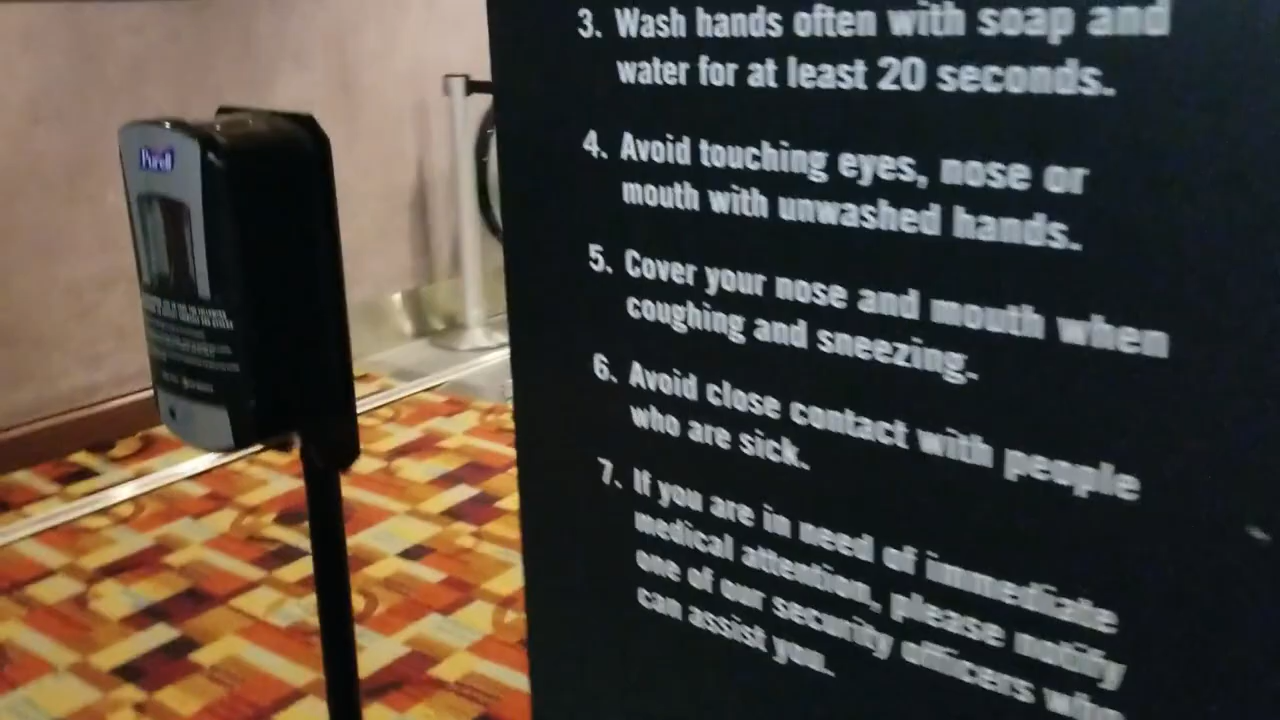 Purell
3. Wash hands often with soap and
water for at least 20 seconds.
4. Avoid touching eyes, nose or
mouth with unwashed hands.
5. Cover your nose and mouth when
coughing and sneezing.
6. Avoid close contact with people
who are sick.
7. If you are in need of immediate
medical attention, please notify
one of our security officers who
can assist you.